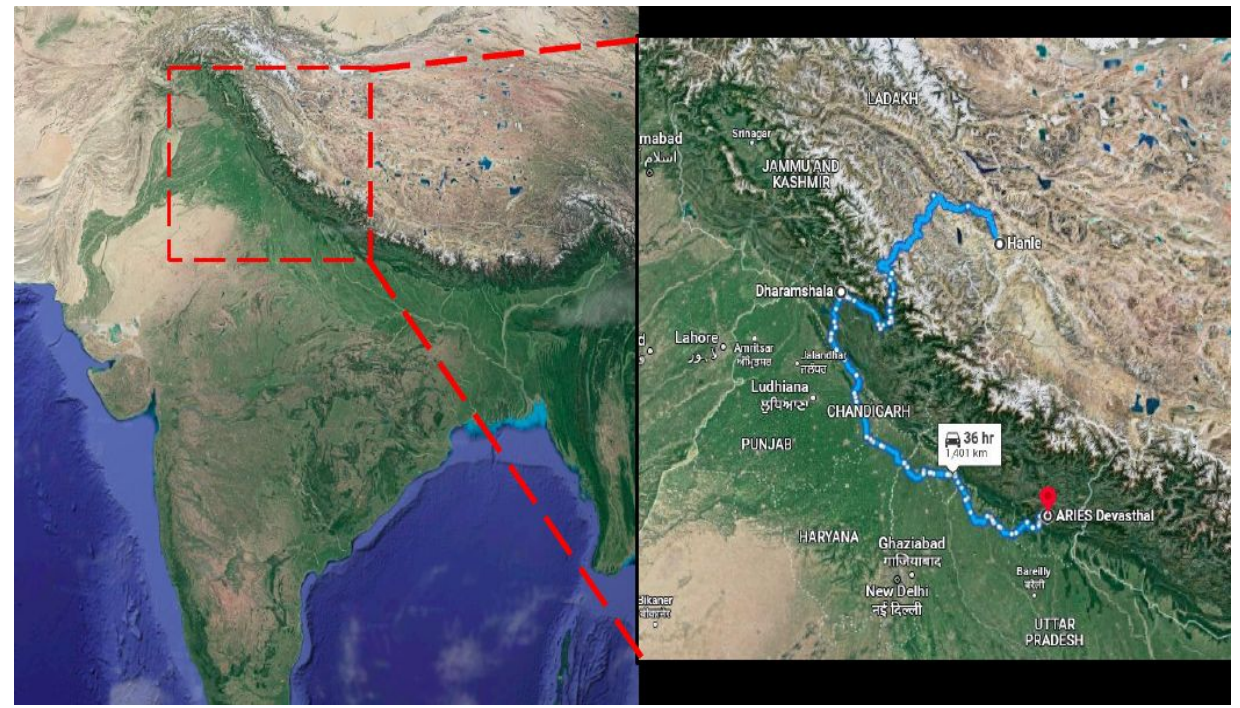 LADAKH
Srinagar
mabad
اسلام
JAMMU AND
KASHMIR
Hanle
Dharamshala
Lahore
لاہور
Amritsar
ਅੰਮ੍ਰਿਤਸਰ
Jalandhar
ਜਲੰਧਰ
Ludhiana
ਲੁਧਿਆਣਾ
CHANDIGARH
PUNJAB
36 hr
1,401 km
ARIES Devasthal
HARYANA
Ghaziabad
गाजियाबाद
New Delhi
नई दिल्ली
Bareilly
बरेली
Bikaner
बीकानेर
UTTAR
PRADESH